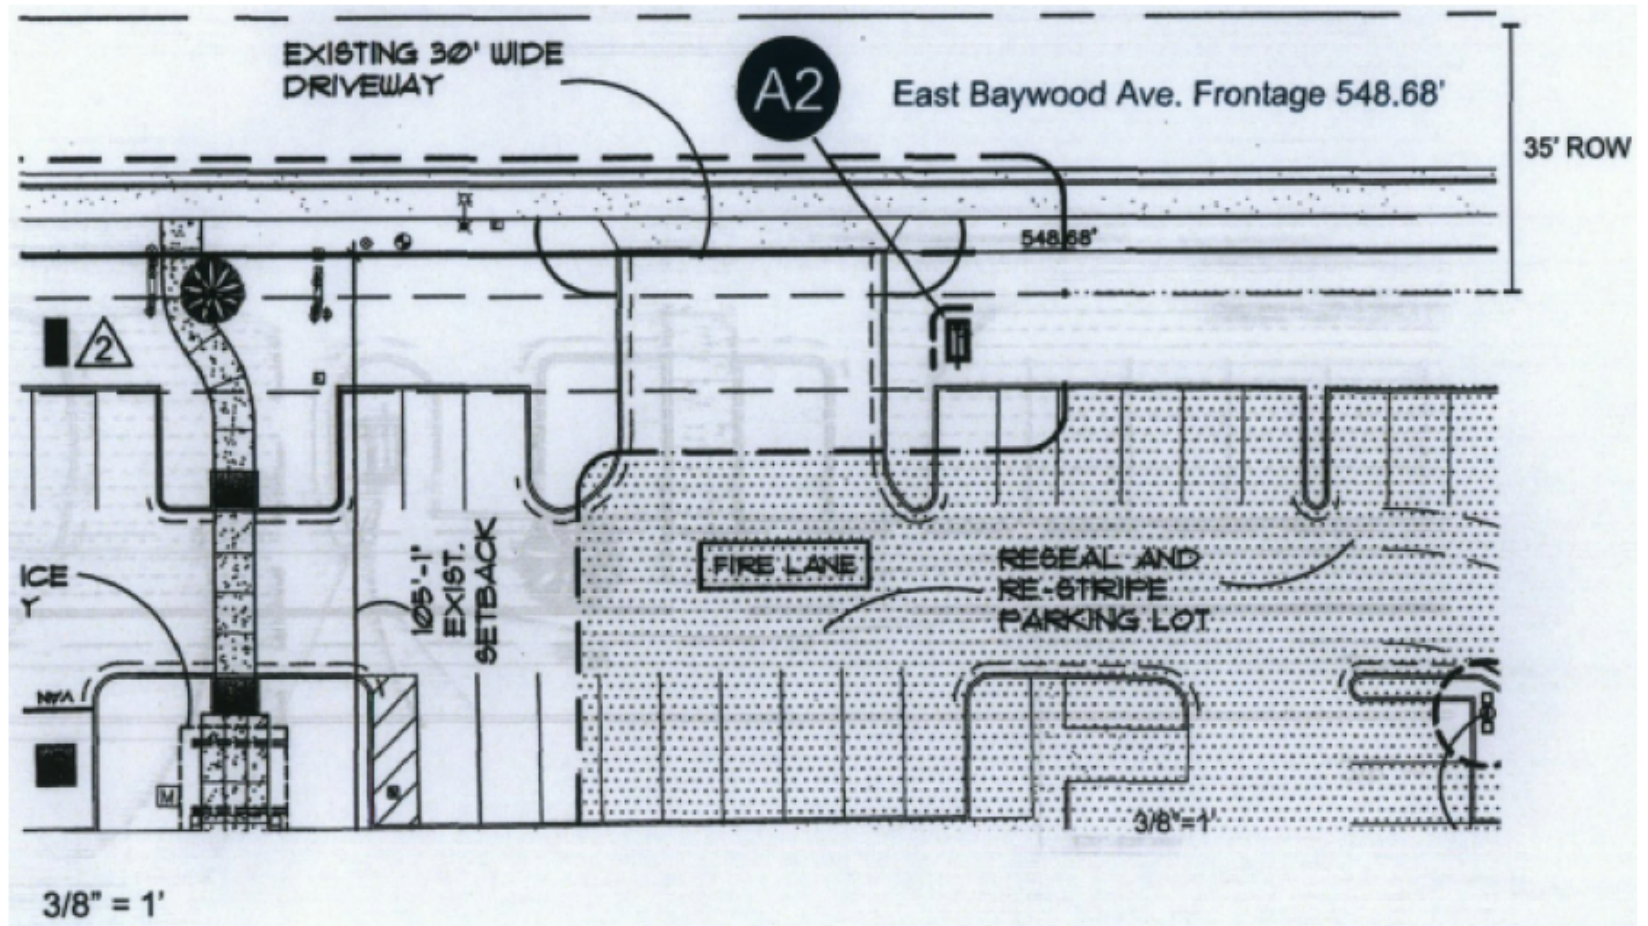 EXISTING 30' WIDE
DRIVEWAY
A2
East Baywood Ave. Frontage 548.68'
35' ROW
548.68'
2
105'-1"
EXIST.
SETBACK
FIRE LANE
RESEAL AND
RE-STRIPE
PARKING LOT
ICE
Y
M
3/8"=1'
3/8" = 1'